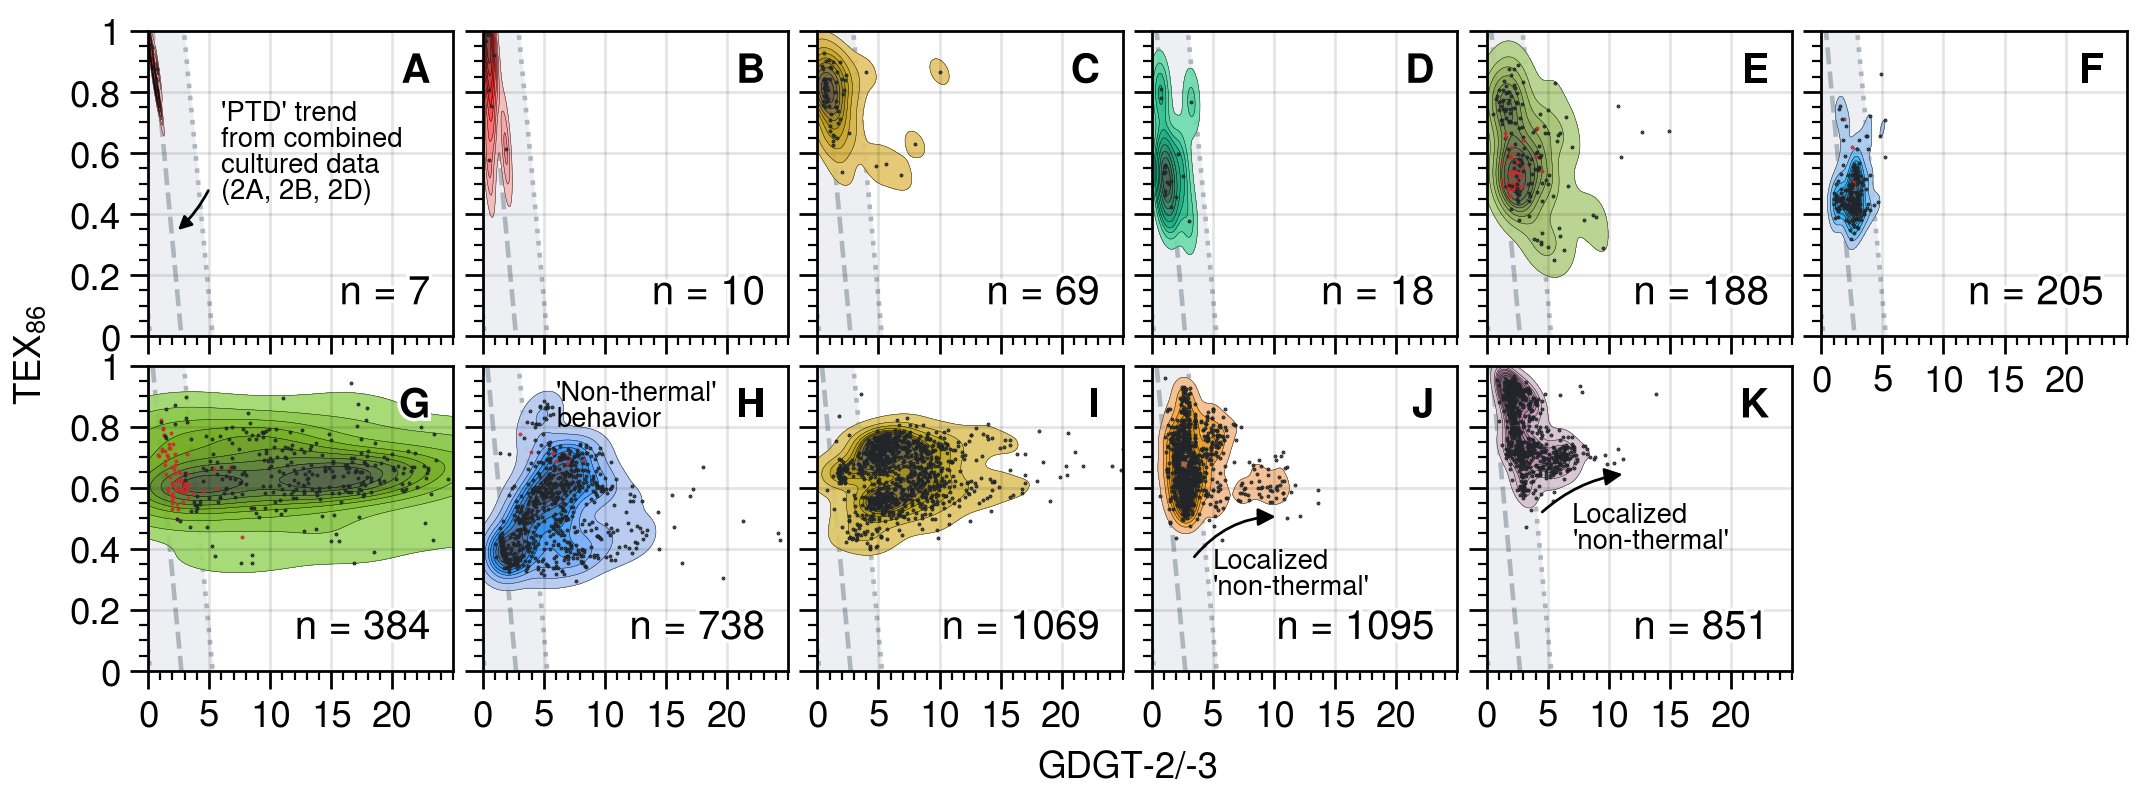 TEX86
1
0.8
0.6
0.4
0.2
0
A
'PTD' trend
from combined
cultured data
(2A, 2B, 2D)
n = 7
B
n = 10
C
n = 69
D
n = 18
E
n = 188
F
n = 205
0 5 10 15 20
1
0.8
0.6
0.4
0.2
0
G
n = 384
0 5 10 15 20
'Non-thermal'
behavior
H
n = 738
0 5 10 15 20
I
n = 1069
0 5 10 15 20
J
Localized
'non-thermal'
n = 1095
0 5 10 15 20
K
Localized
'non-thermal'
n = 851
0 5 10 15 20
GDGT-2/-3